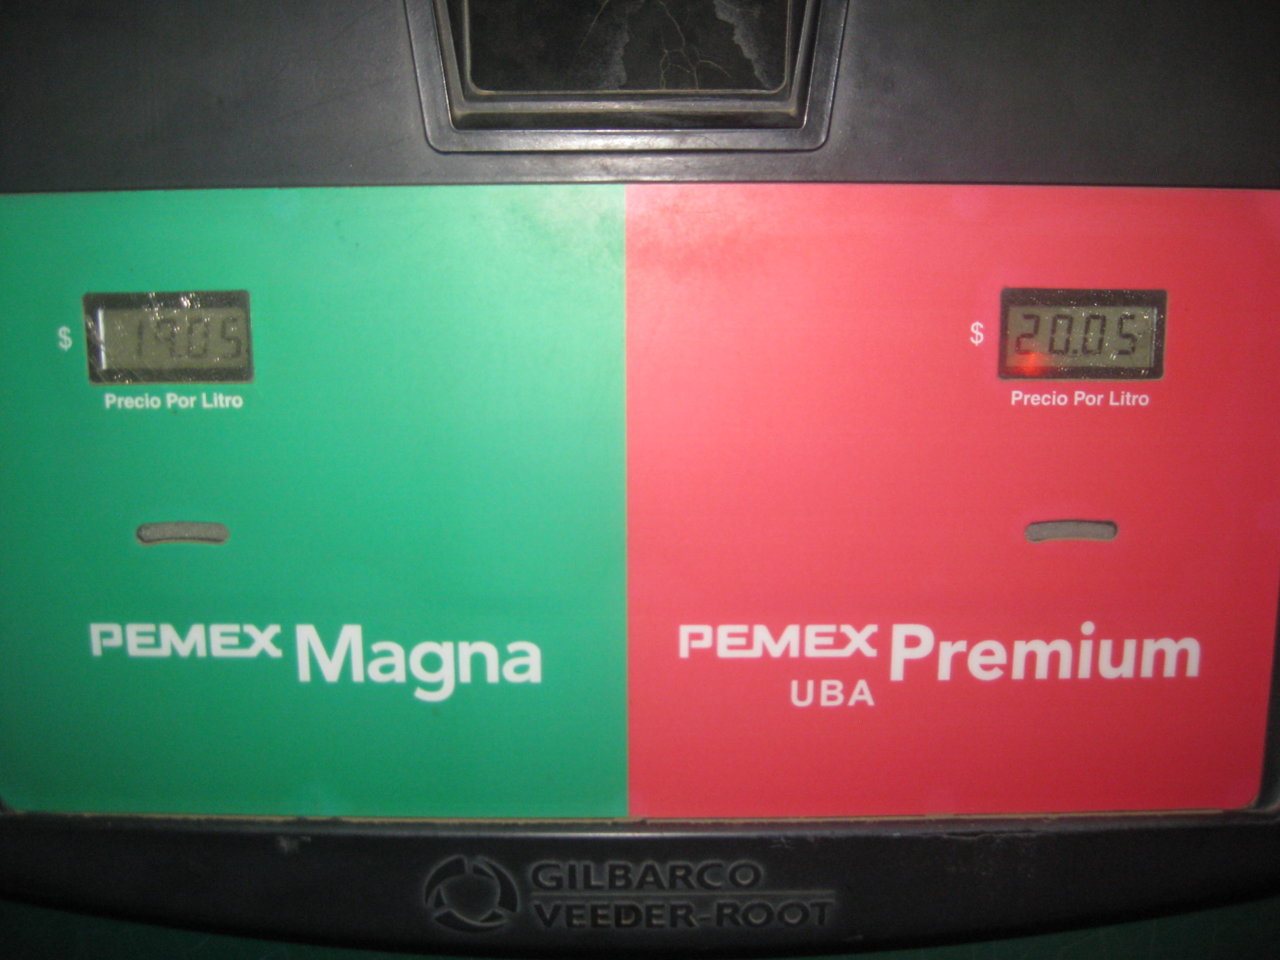 $ 19.05
Precio Por Litro
PEMEX Magna
$ 20.05
Precio Por Litro
PEMEX Premium
UBA
GILBARCO
VEEDER-ROOT